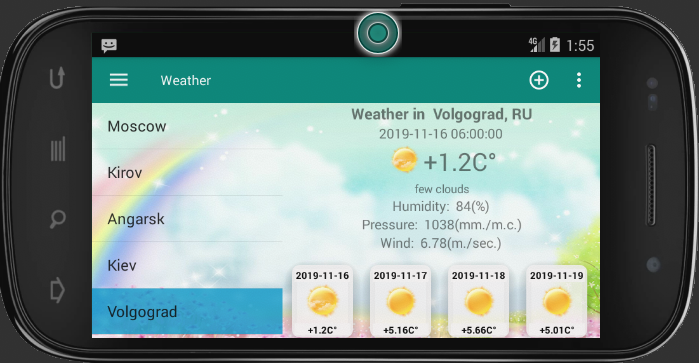 4G 1:55
Weather
Moscow
Kirov
Angarsk
Kiev
Volgograd
Weather in Volgograd, RU
2019-11-16 06:00:00
+1.2C°
few clouds
Humidity: 84(%)
Pressure: 1038(mm./m.c.)
Wind: 6.78(m./sec.)
2019-11-16 2019-11-17 2019-11-18 2019-11-19
+1.2C° +5.16C° +5.66C° +5.01C°